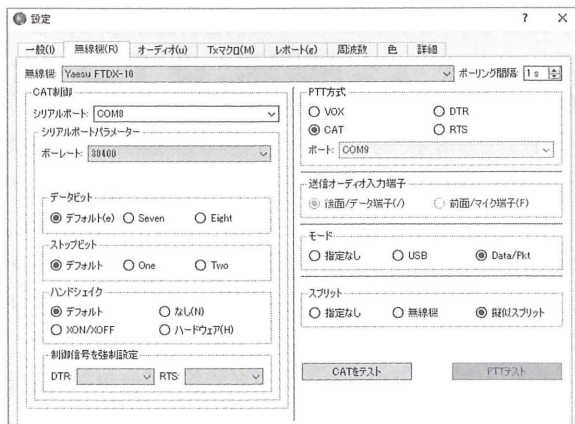 設定 ? ×
一般(I) 無線機(R) オーディオ(u) Txマクロ(M) レポート(g) 周波数 色 詳細
無線機: Yaesu FTDX-10 ポーリング間隔: 1 s
CAT制御
シリアルポート: COM8
シリアルポートパラメーター
ボーレート: 38400
データビット
デフォルト(e) Seven Eight
ストップビット
デフォルト One Two
ハンドシェイク
デフォルト なし(N)
XON/XOFF ハードウェア(H)
制御信号を強制設定
DTR: RTS:
PTT方式
VOX DTR
CAT RTS
ポート: COM9
送信オーディオ入力端子
後面/データ端子(/) 前面/マイク端子(F)
モード
指定なし USB Data/Pkt
スプリット
指定なし 無線機 擬似スプリット
CATをテスト PTTテスト